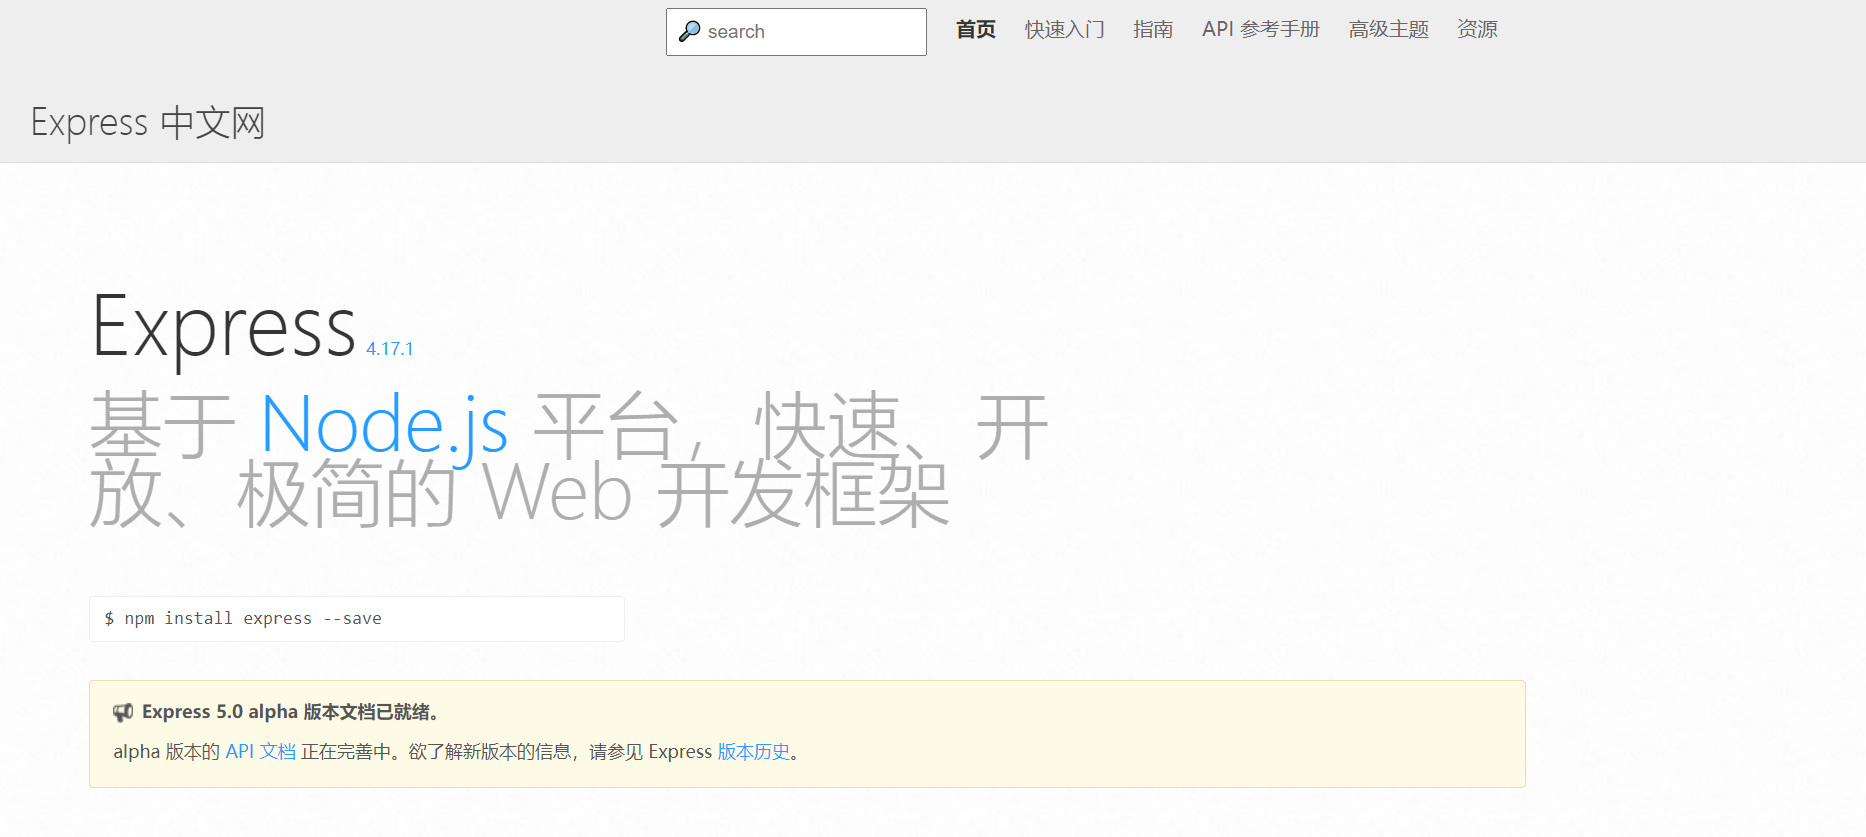 search
首页 快速入门 指南 API 参考手册 高级主题 资源
Express 中文网
Express 4.17.1
基于 Node.js 平台，快速、开
放、极简的 Web 开发框架
$ npm install express --save
Express 5.0 alpha 版本文档已就绪。
alpha 版本的 API 文档 正在完善中。欲了解新版本的信息，请参见 Express 版本历史。